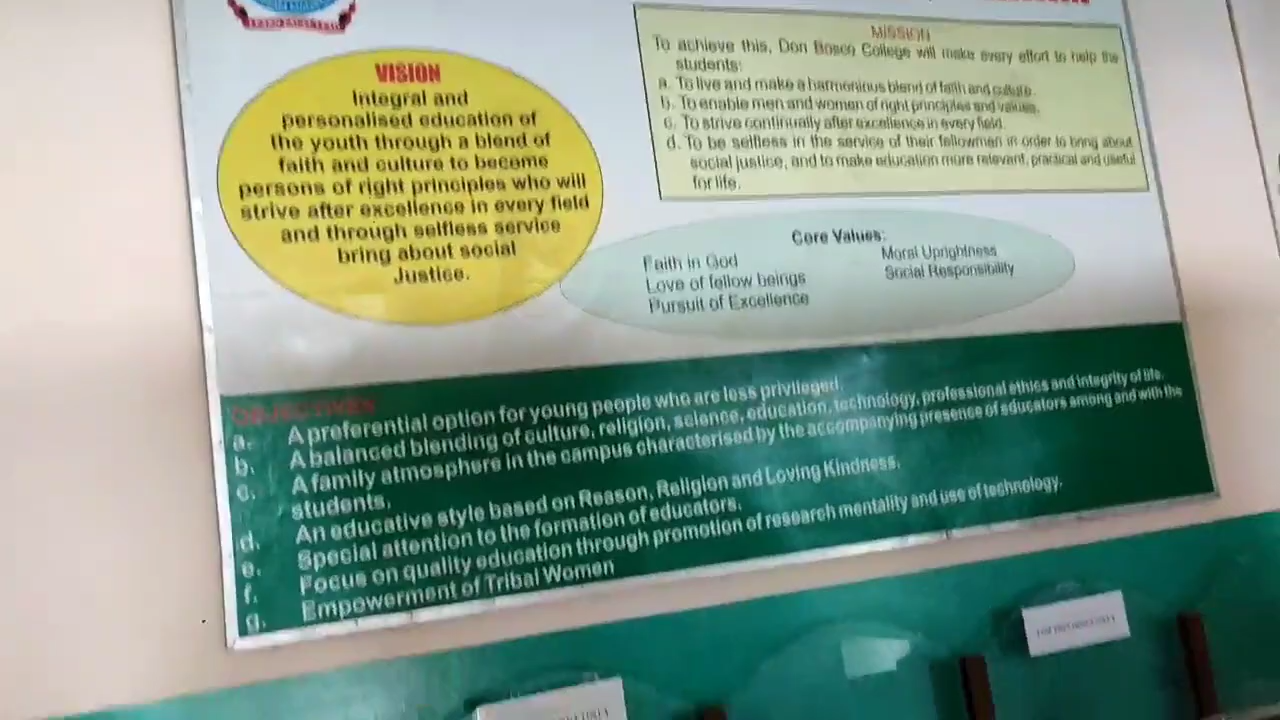 VISION
Integral and
personalised education of
the youth through a blend of
faith and culture to become
persons of right principles who will
strive after excellence in every field
and through selfless service
bring about social
Justice.
MISSION
To achieve this, Don Bosco College will make every effort to help the
students:
a. To live and make a harmonious blend of faith and culture.
b. To enable men and women of right principles and values.
c. To strive continually after excellence in every field.
d. To be selfless in the service of their fellowmen in order to bring about
social justice, and to make education more relevant, practical and useful
for life.
Core Values:
Faith in God
Love of fellow beings
Pursuit of Excellence
Moral Uprightness
Social Responsibility
OBJECTIVES
a. A preferential option for young people who are less privileged.
b. A balanced blending of culture, religion, science, education, technology, professional ethics and integrity of life.
c. A family atmosphere in the campus characterised by the accompanying presence of educators among and with the
students.
d. An educative style based on Reason, Religion and Loving Kindness.
e. Special attention to the formation of educators.
f. Focus on quality education through promotion of research mentality and use of technology.
g. Empowerment of Tribal Women